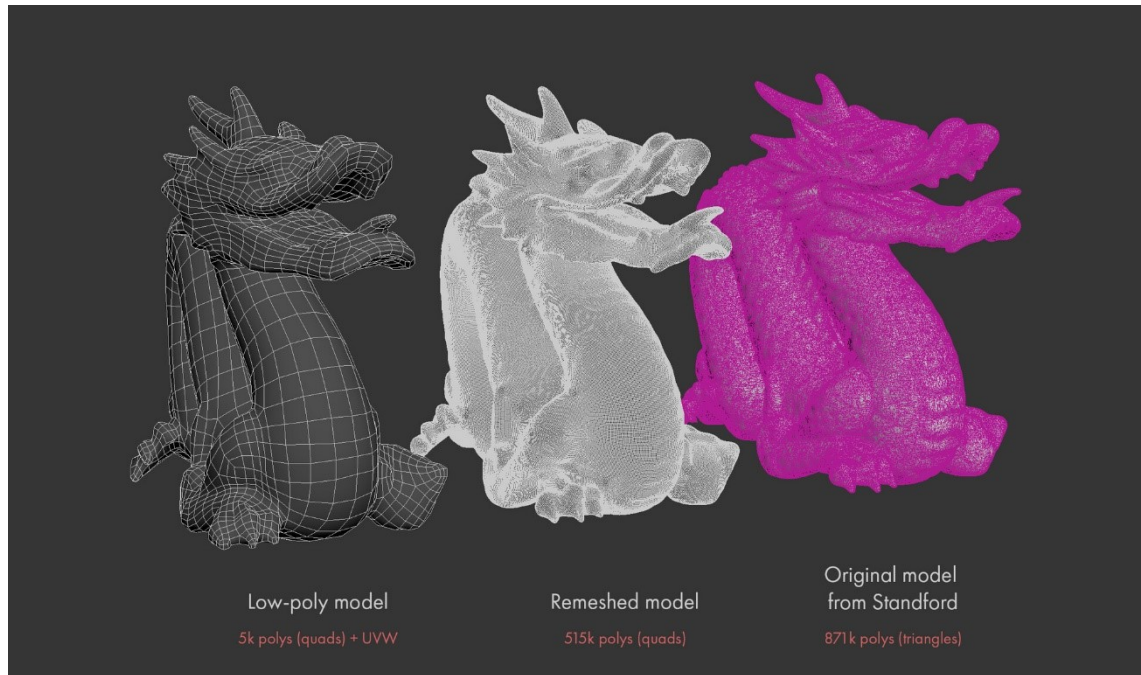 Low-poly model
5k polys (quads) + UVW
Remeshed model
515k polys (quads)
Original model
from Standford
871k polys (triangles)